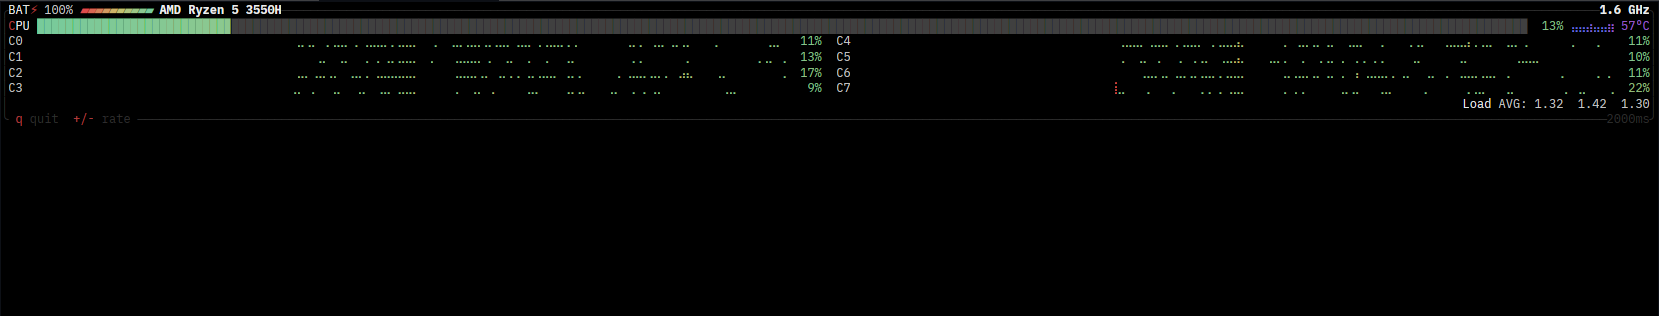 BAT⚡ 100% AMD Ryzen 5 3550H 1.6 GHz
CPU 13% 57°C
C0 11% C4 11%
C1 13% C5 10%
C2 17% C6 11%
C3 9% C7 22%
Load AVG: 1.32 1.42 1.30
q quit +/- rate 2000ms